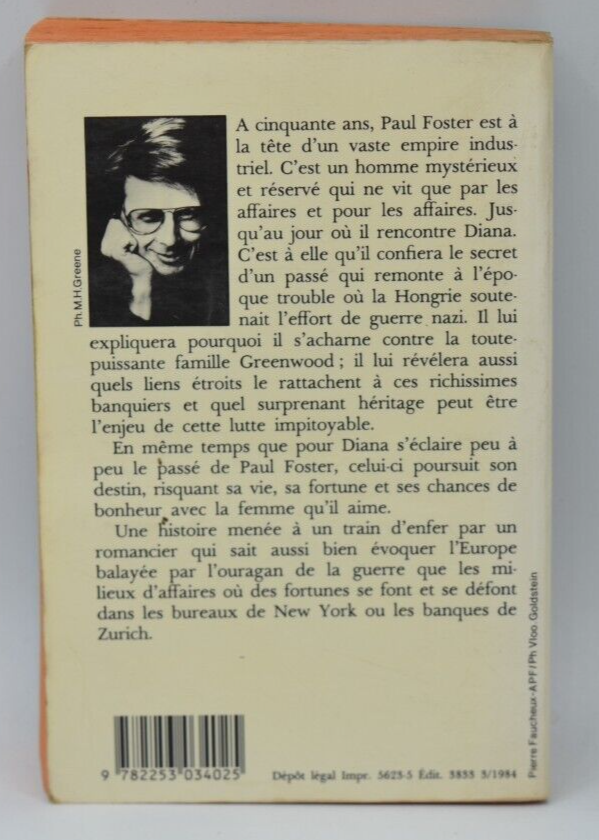 A cinquante ans, Paul Foster est à
la tête d'un vaste empire indus-
triel. C'est un homme mystérieux
et réservé qui ne vit que par les
affaires et pour les affaires. Jus-
qu'au jour où il rencontre Diana.
C'est à elle qu'il confiera le secret
d'un passé qui remonte à l'épo-
que trouble où la Hongrie soute-
nait l'effort de guerre nazi. Il lui
expliquera pourquoi il s'acharne contre la toute-
puissante famille Greenwood ; il lui révélera aussi
quels liens étroits le rattachent à ces richissimes
banquiers et quel surprenant héritage peut être
l'enjeu de cette lutte impitoyable.
En même temps que pour Diana s'éclaire peu à
peu le passé de Paul Foster, celui-ci poursuit son
destin, risquant sa vie, sa fortune et ses chances de
bonheur avec la femme qu'il aime.
Une histoire menée à un train d'enfer par un
romancier qui sait aussi bien évoquer l'Europe
balayée par l'ouragan de la guerre que les mi-
lieux d'affaires où des fortunes se font et se défont
dans les bureaux de New York ou les banques de
Zurich.
Ph. M.H.Greene
Pierre Faucheux-APF/Ph Vloo Goldstein
9 782253 034025
Dépôt légal Impr. 5623-5 Édit. 3833 3/1984